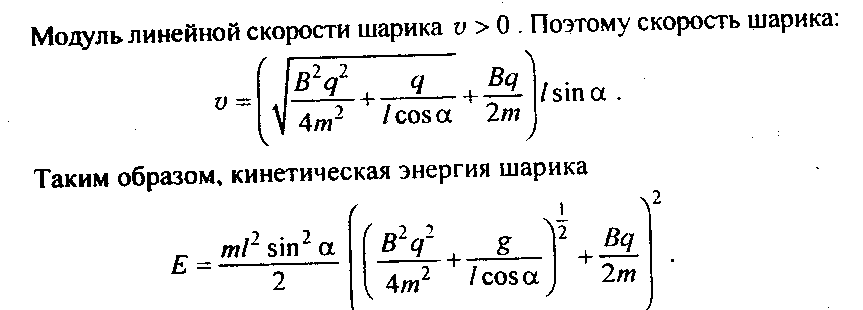 Модуль линейной скорости шарика υ > 0 . Поэтому скорость шарика:
υ = (√(B²q²/4m² + q/(l cos α)) + Bq/2m) l sin α .
Таким образом, кинетическая энергия шарика
E = (ml² sin² α)/2 ((B²q²/4m² + g/(l cos α))^(1/2) + Bq/2m)² .